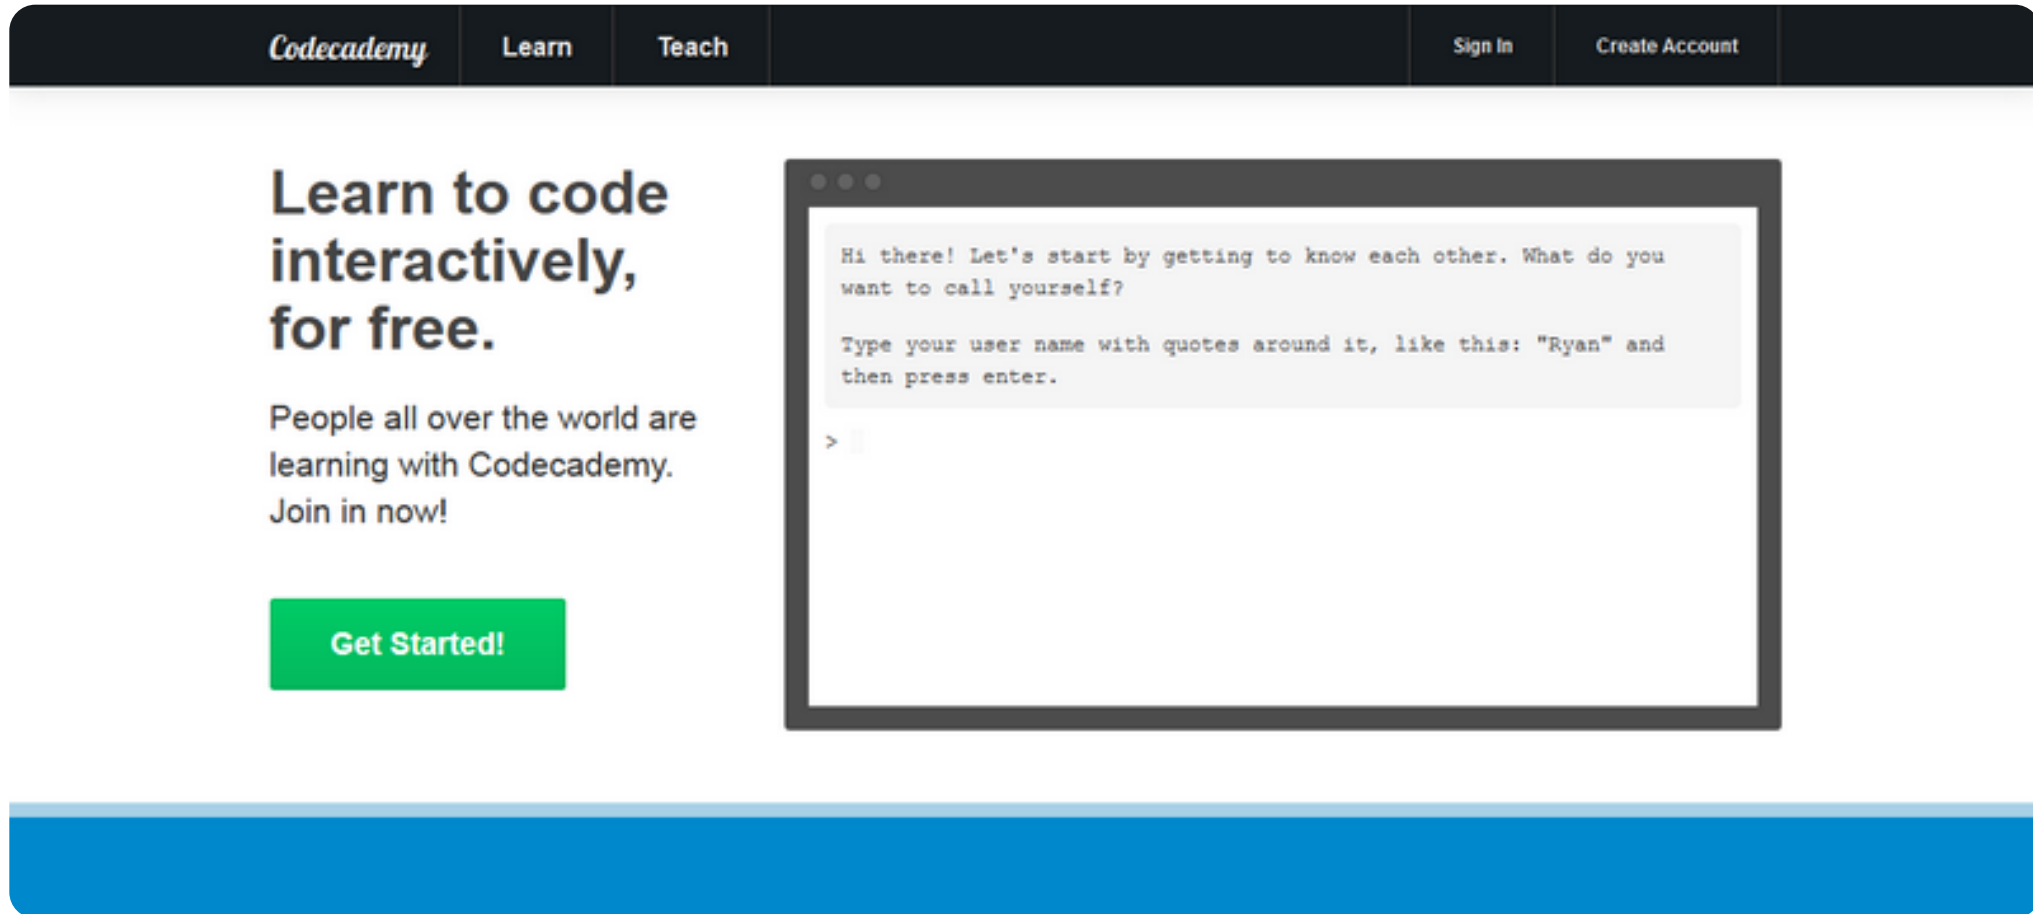 Codecademy
Learn
Teach
Sign In
Create Account
Learn to code
interactively,
for free.
People all over the world are
learning with Codecademy.
Join in now!
Get Started!
Hi there! Let's start by getting to know each other. What do you
want to call yourself?
Type your user name with quotes around it, like this: "Ryan" and
then press enter.
>